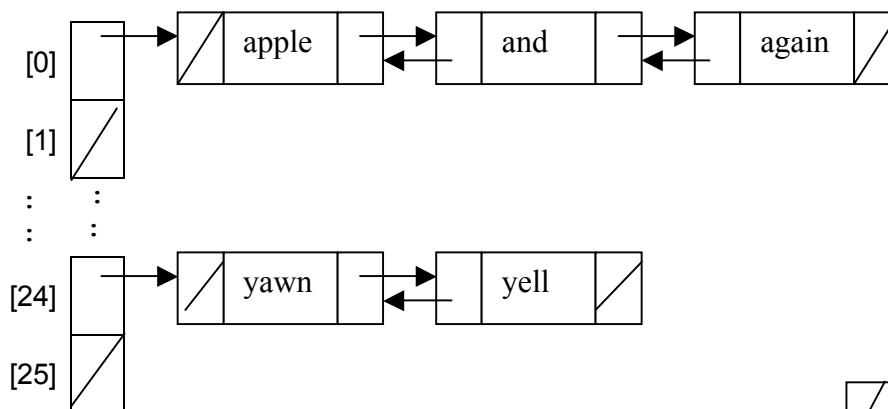 [0] apple and again
[1]
: :
: :
[24] yawn yell
[25]